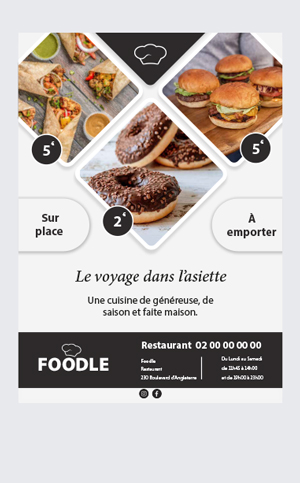 5€
5€
2€
Sur
place
À
emporter
Le voyage dans l'asiette
Une cuisine de généreuse, de
saison et faite maison.
FOODLE
Restaurant 02 00 00 00 00
Foodle
Restaurant
230 Boulevard d'Angleterre
Du Lundi au Samedi
de 11h45 à 14h00
et de 19h00 à 23h00